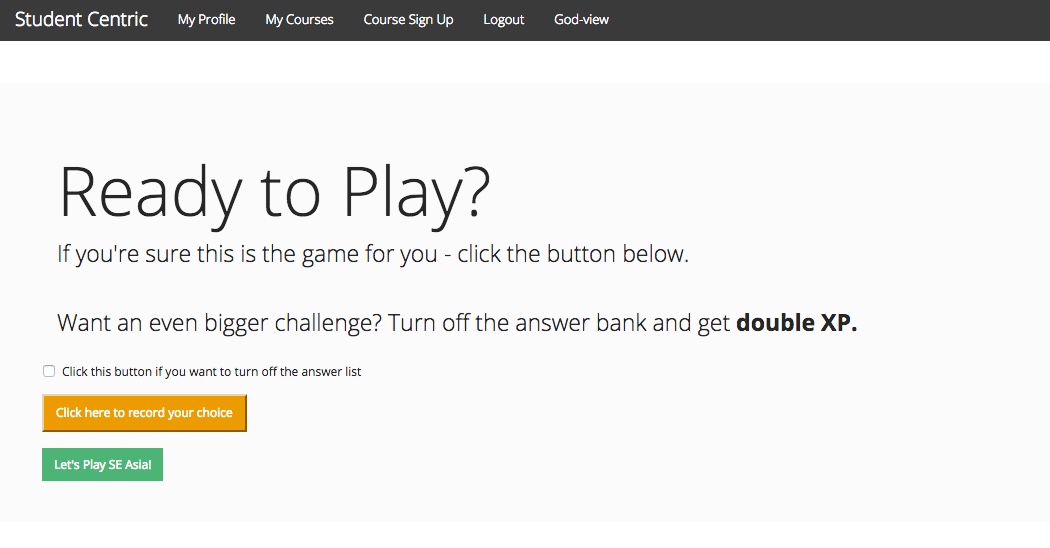 Student Centric My Profile My Courses Course Sign Up Logout God-view
Ready to Play?
If you're sure this is the game for you - click the button below.
Want an even bigger challenge? Turn off the answer bank and get double XP.
Click this button if you want to turn off the answer list
Click here to record your choice
Let's Play SE Asia!